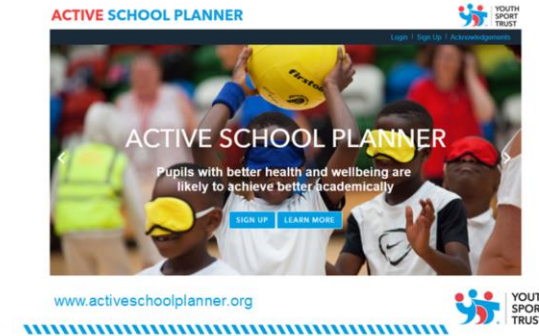 ACTIVE SCHOOL PLANNER
YOUTH
SPORT
TRUST
Login | Sign Up | Acknowledgements
firstplay
ACTIVE SCHOOL PLANNER
Pupils with better health and wellbeing are
likely to achieve better academically
SIGN UP
LEARN MORE
www.activeschoolplanner.org
YOUTH
SPORT
TRUST